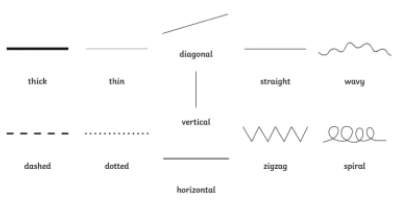 diagonal
thick
thin
straight
wavy
vertical
dashed
dotted
zigzag
spiral
horizontal